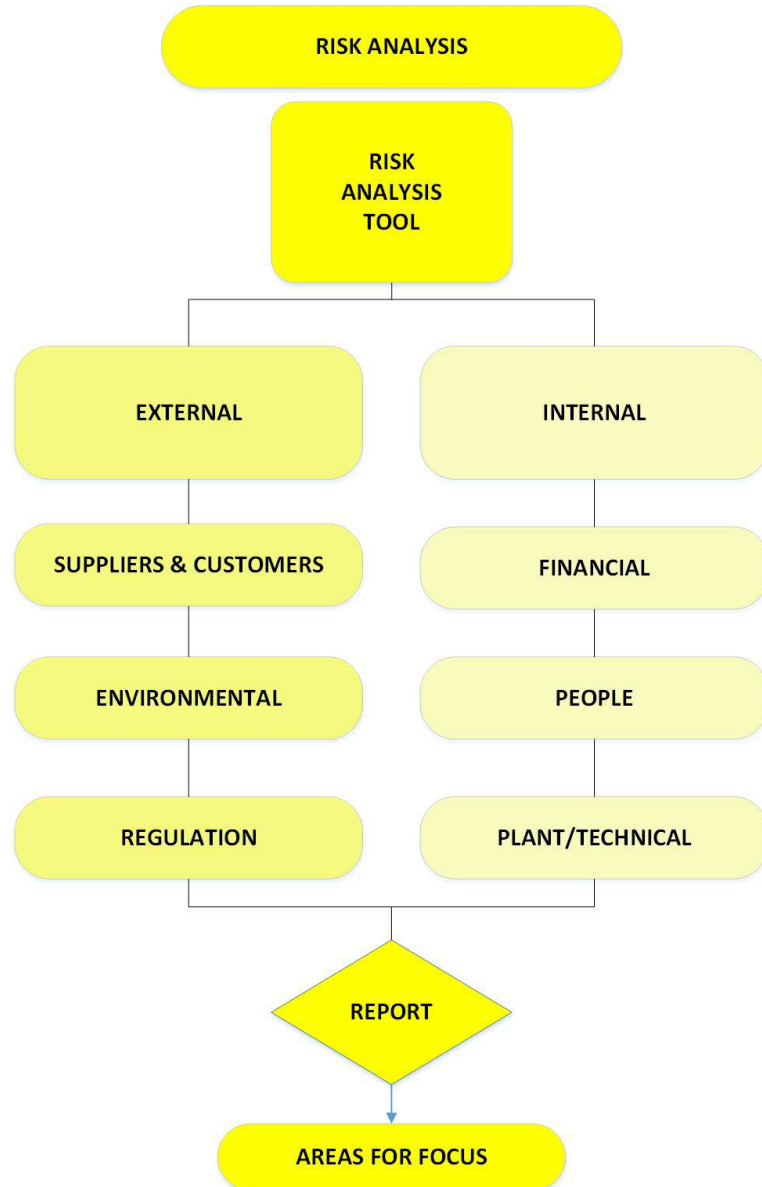 RISK ANALYSIS
RISK
ANALYSIS
TOOL
EXTERNAL
INTERNAL
SUPPLIERS & CUSTOMERS
FINANCIAL
ENVIRONMENTAL
PEOPLE
REGULATION
PLANT/TECHNICAL
REPORT
AREAS FOR FOCUS